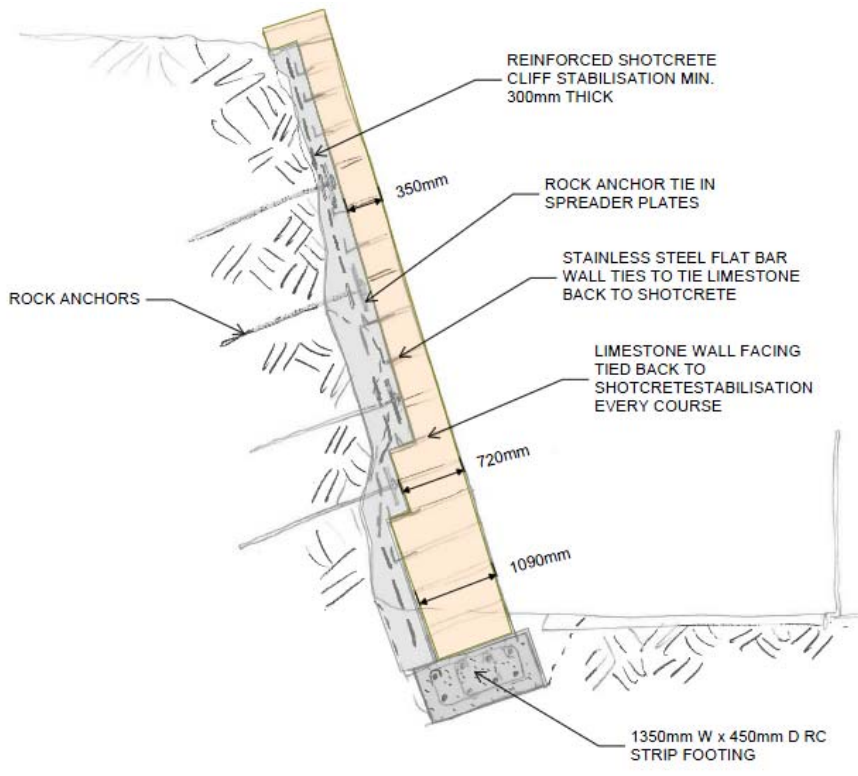 REINFORCED SHOTCRETE
CLIFF STABILISATION MIN.
300mm THICK
350mm
ROCK ANCHOR TIE IN
SPREADER PLATES
STAINLESS STEEL FLAT BAR
WALL TIES TO TIE LIMESTONE
BACK TO SHOTCRETE
ROCK ANCHORS
LIMESTONE WALL FACING
TIED BACK TO
SHOTCRETESTABILISATION
EVERY COURSE
720mm
1090mm
1350mm W x 450mm D RC
STRIP FOOTING